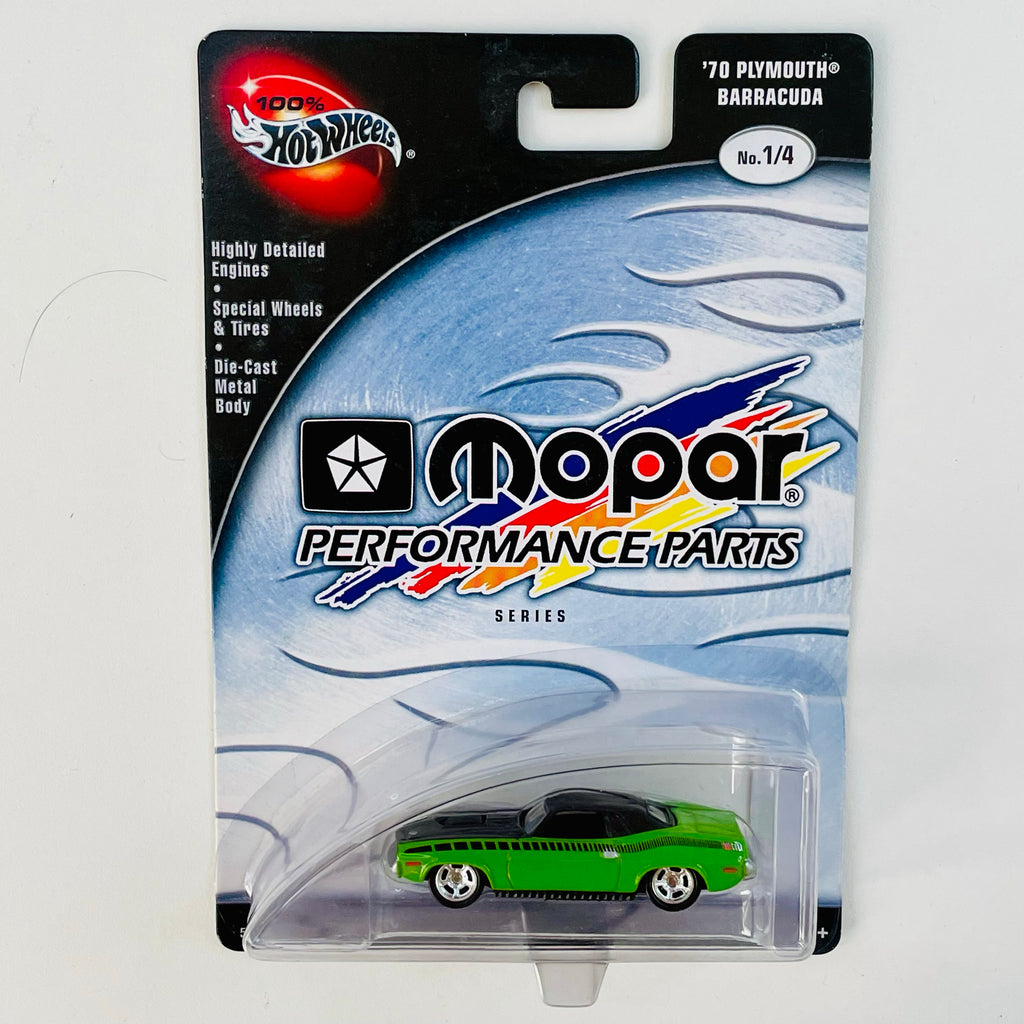 100%
Hot Wheels®
'70 PLYMOUTH®
BARRACUDA
No.1/4
Highly Detailed
Engines
•
Special Wheels
& Tires
•
Die-Cast
Metal
Body
mopar®
PERFORMANCE PARTS
SERIES
5
+